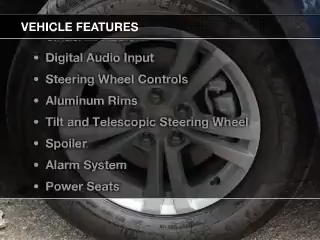 VEHICLE FEATURES
• Digital Audio Input
• Steering Wheel Controls
• Aluminum Rims
• Tilt and Telescopic Steering Wheel
• Spoiler
• Alarm System
• Power Seats